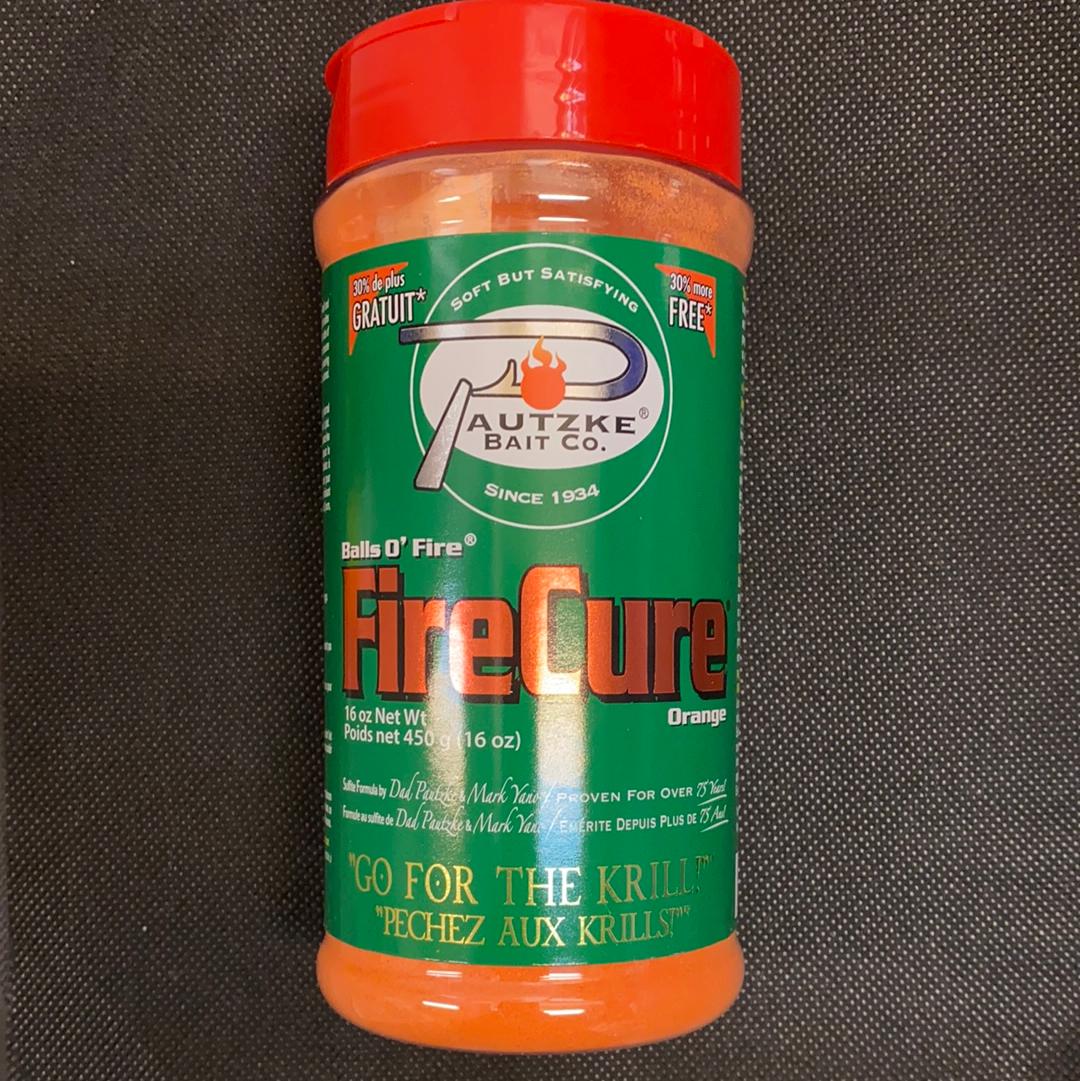 30% de plus
GRATUIT*
SOFT BUT SATISFYING
30% more
FREE*
PAUTZKE®
BAIT CO.
SINCE 1934
Balls O' Fire®
FireCure
16 oz Net Wt
Orange
Poids net 450 g (16 oz)
Sulfite Formula by Dad Pautzke & Mark Yano / PROVEN FOR OVER 75 Years!
Formule au sulfite de Dad Pautzke & Mark Yano / EMÉRITE DEPUIS PLUS DE 75 Ans!
"GO FOR THE KRILL!"
"PECHEZ AUX KRILLS!"